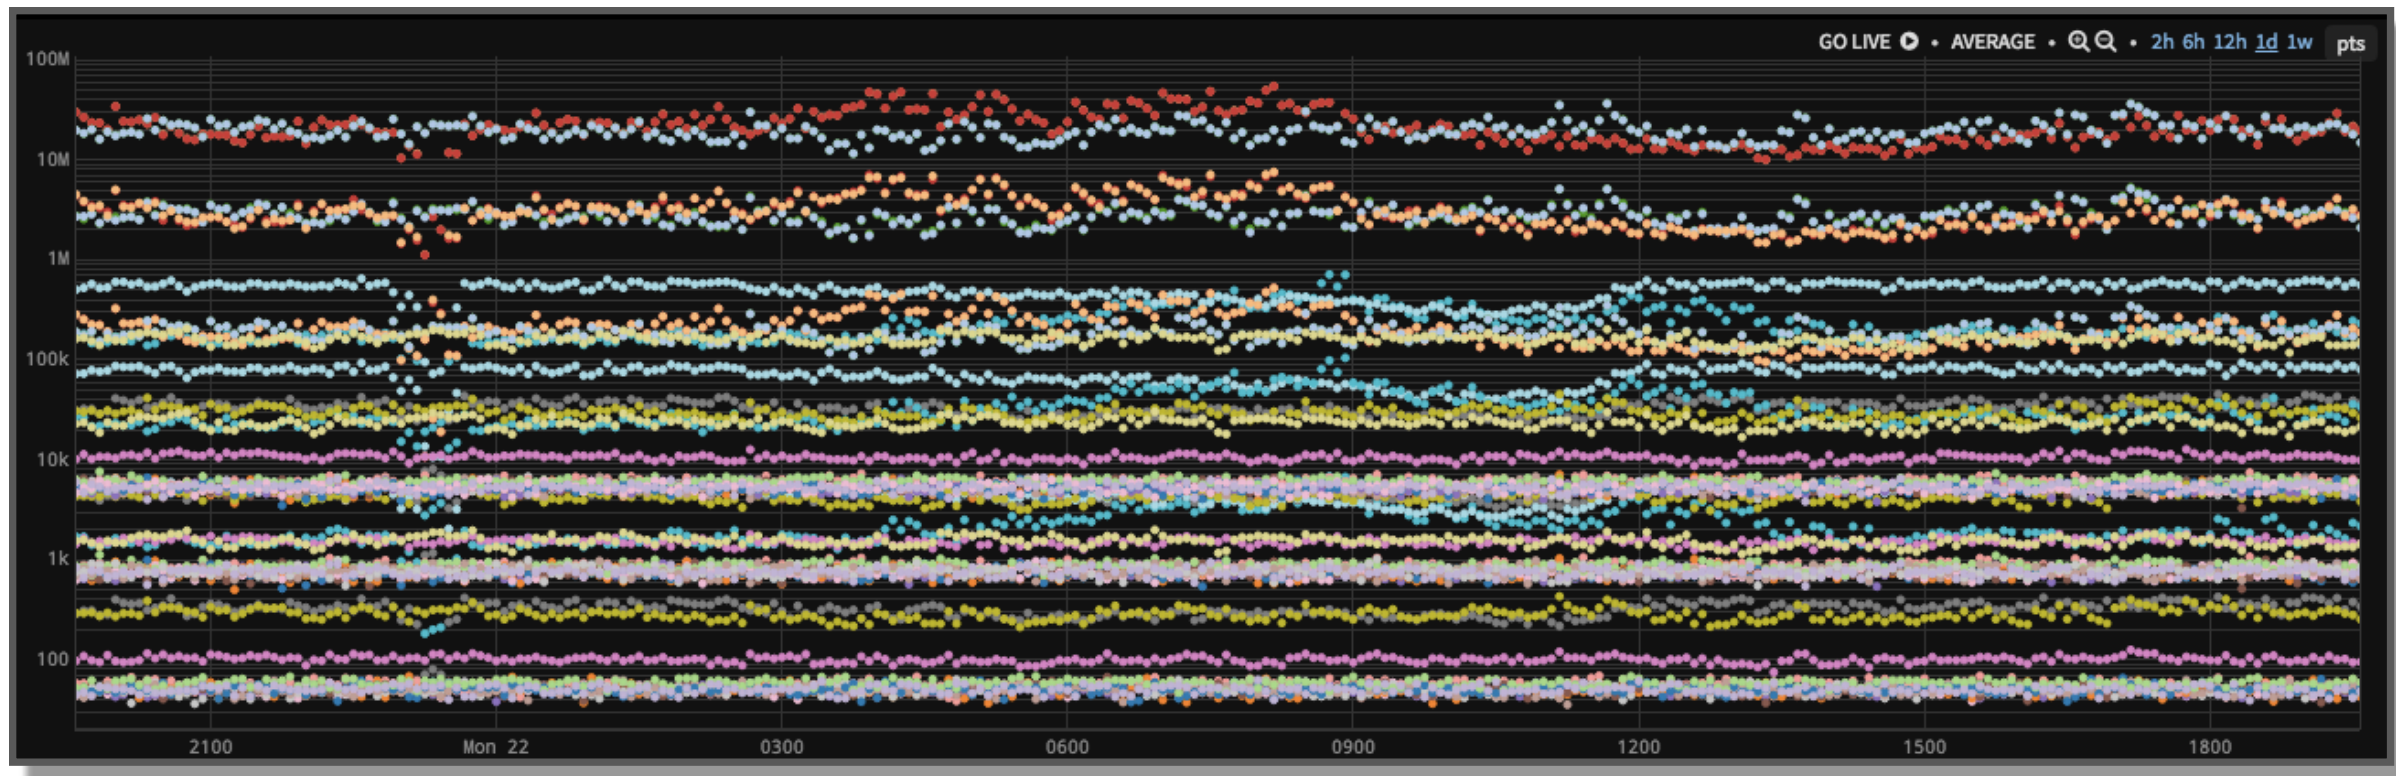 GO LIVE • AVERAGE • • 2h 6h 12h 1d 1w pts
100M
10M
1M
100k
10k
1k
100
2100 Mon 22 0300 0600 0900 1200 1500 1800